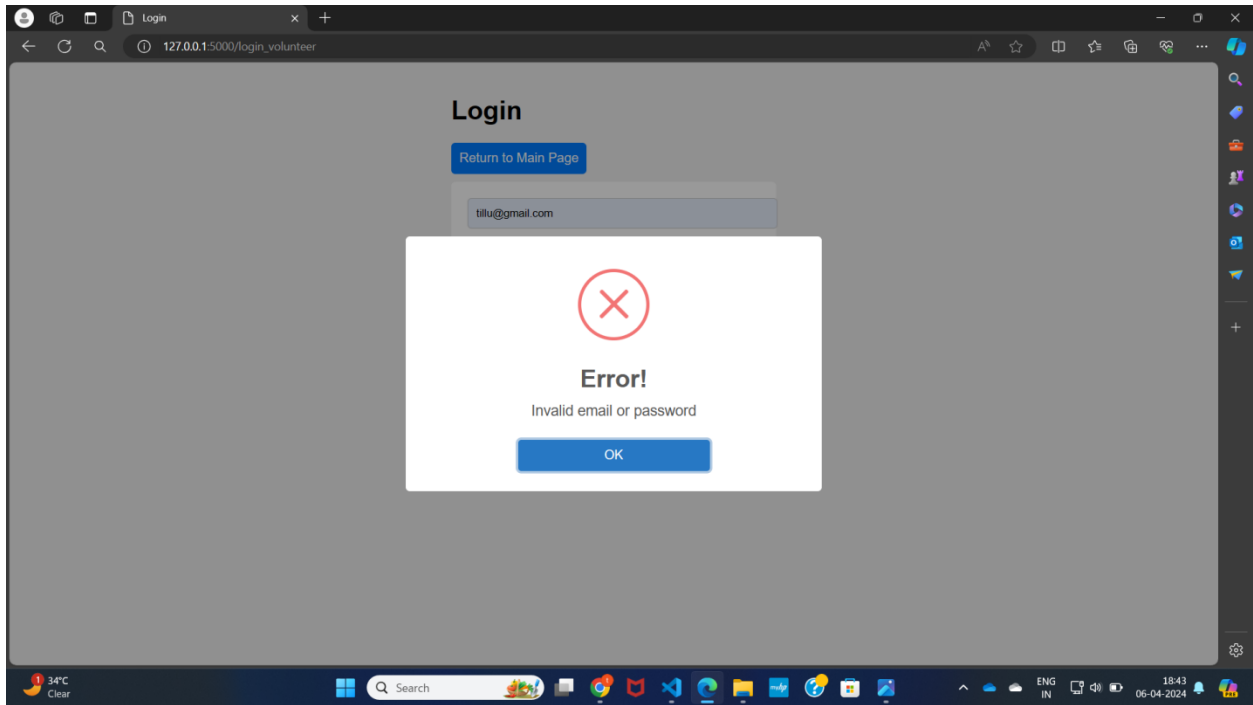 Login
127.0.0.1:5000/login_volunteer
Login
Return to Main Page
tillu@gmail.com
Error!
Invalid email or password
OK
1
34°C
Clear
Search
ENG
IN
18:43
06-04-2024